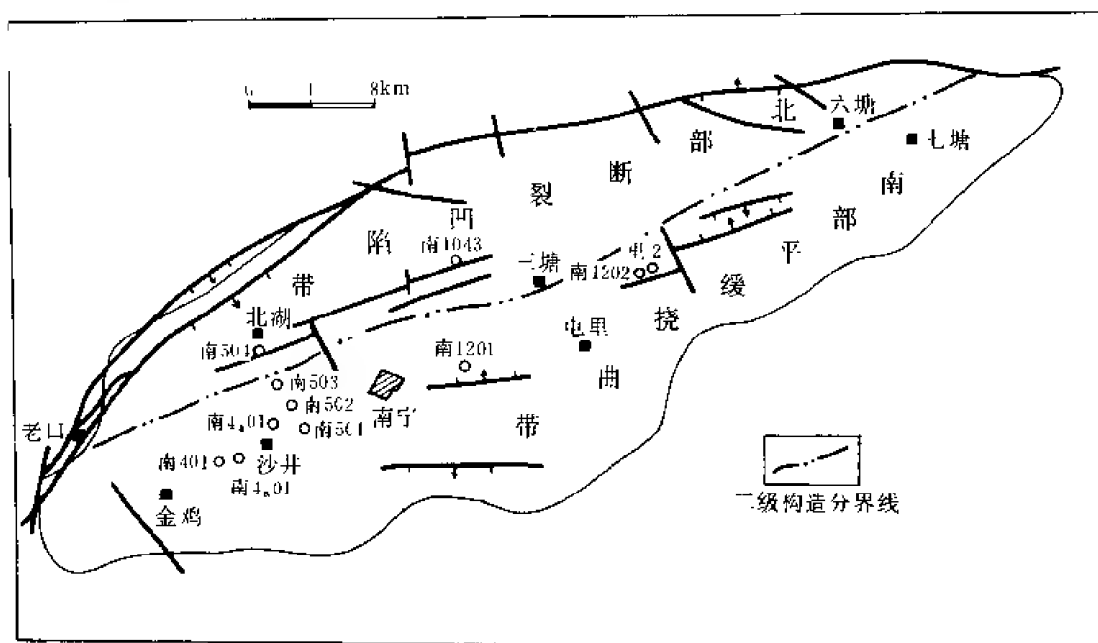 8km
北
六塘
部
七塘
断
裂
南
凹
陷
南1043
部
三塘
屯2
平
南1202
带
缓
北湖
挠
屯里
南504
南1201
曲
南503
南502
南宁
带
老口
南501
沙井
南401
金鸡
二级构造分界线